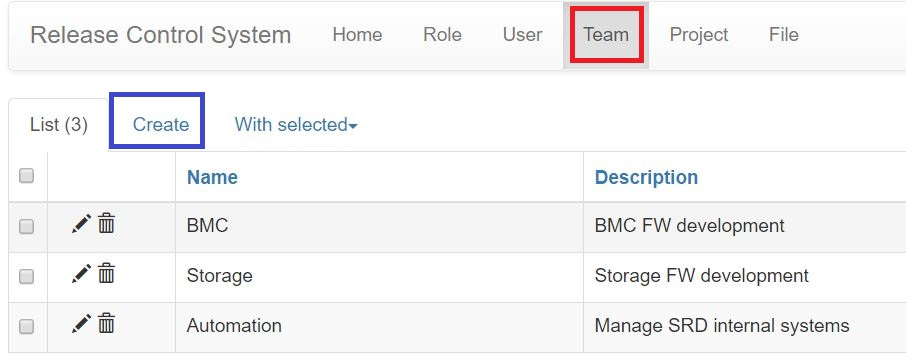 Release Control System Home Role User Team Project File
List (3) Create With selected
Name Description
BMC BMC FW development
Storage Storage FW development
Automation Manage SRD internal systems